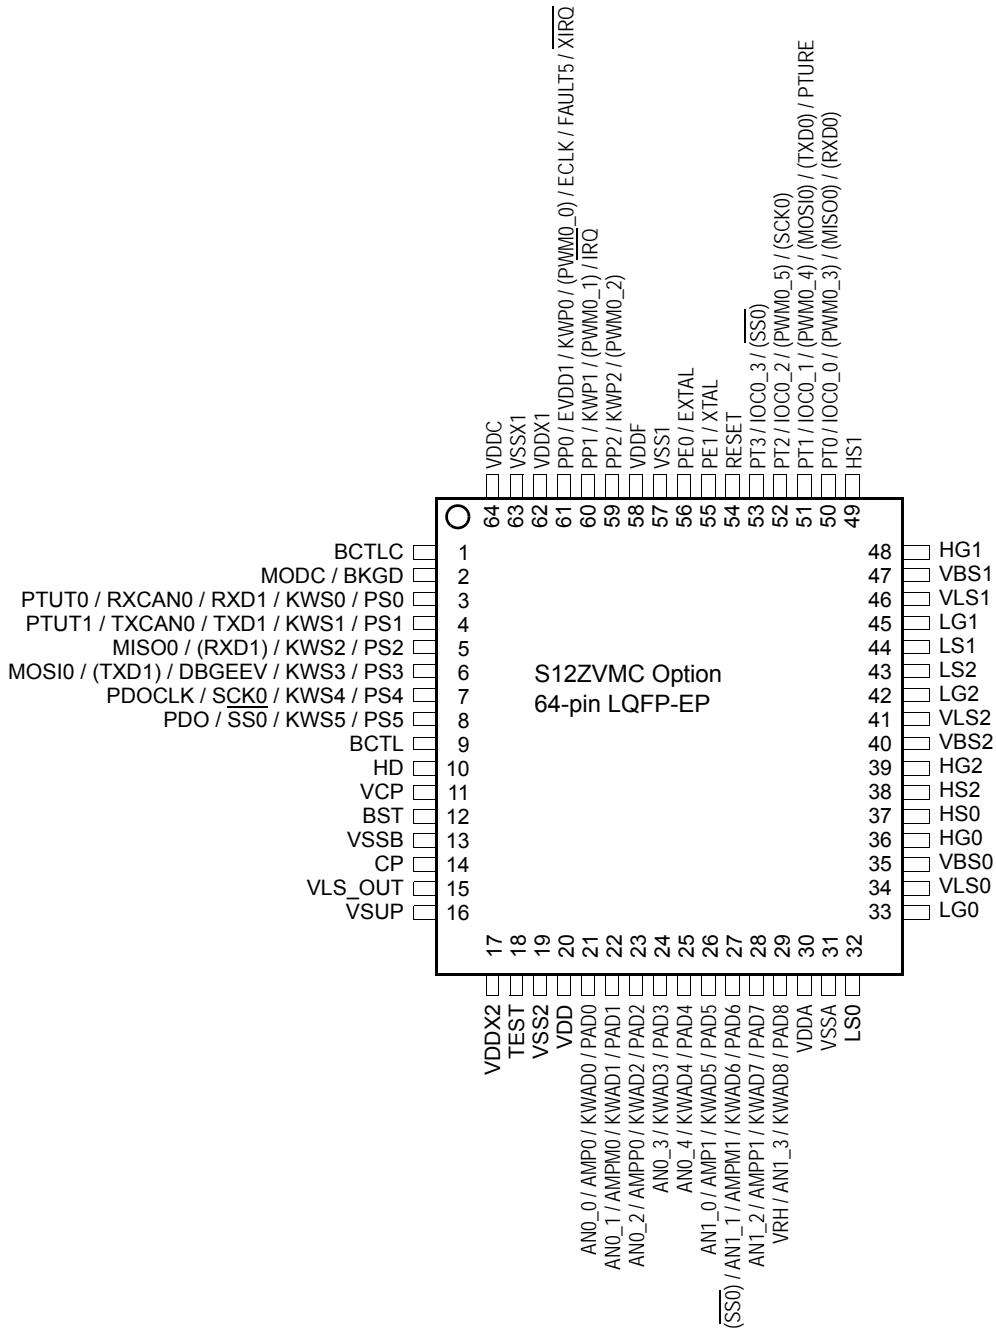 PP0 / EVDD1 / KWP0 / (PWM0_0) / ECLK / FAULT5 / XIRQ
PP1 / KWP1 / (PWM0_1) / IRQ
PP2 / KWP2 / (PWM0_2)
PT3 / IOC0_3 / (SS0)
PT2 / IOC0_2 / (PWM0_5) / (SCK0)
PT1 / IOC0_1 / (PWM0_4) / (MOSI0) / (TXD0) / PTURE
PT0 / IOC0_0 / (PWM0_3) / (MISO0) / (RXD0)
VDDC
VSSX1
VDDX1
VDDF
VSS1
PE0 / EXTAL
PE1 / XTAL
RESET
HS1
64
63
62
61
60
59
58
57
56
55
54
53
52
51
50
49
BCTLC 1
MODC / BKGD 2
PTUT0 / RXCAN0 / RXD1 / KWS0 / PS0 3
PTUT1 / TXCAN0 / TXD1 / KWS1 / PS1 4
MISO0 / (RXD1) / KWS2 / PS2 5
MOSI0 / (TXD1) / DBGEEV / KWS3 / PS3 6
PDOCLK / SCK0 / KWS4 / PS4 7
PDO / SS0 / KWS5 / PS5 8
BCTL 9
HD 10
VCP 11
BST 12
VSSB 13
CP 14
VLS_OUT 15
VSUP 16
S12ZVMC Option
64-pin LQFP-EP
48 HG1
47 VBS1
46 VLS1
45 LG1
44 LS1
43 LS2
42 LG2
41 VLS2
40 VBS2
39 HG2
38 HS2
37 HS0
36 HG0
35 VBS0
34 VLS0
33 LG0
17
18
19
20
21
22
23
24
25
26
27
28
29
30
31
32
VDDX2
TEST
VSS2
VDD
AN0_0 / AMP0 / KWAD0 / PAD0
AN0_1 / AMPM0 / KWAD1 / PAD1
AN0_2 / AMPP0 / KWAD2 / PAD2
AN0_3 / KWAD3 / PAD3
AN0_4 / KWAD4 / PAD4
AN1_0 / AMP1 / KWAD5 / PAD5
(SS0) / AN1_1 / AMPM1 / KWAD6 / PAD6
AN1_2 / AMPP1 / KWAD7 / PAD7
VRH / AN1_3 / KWAD8 / PAD8
VDDA
VSSA
LS0